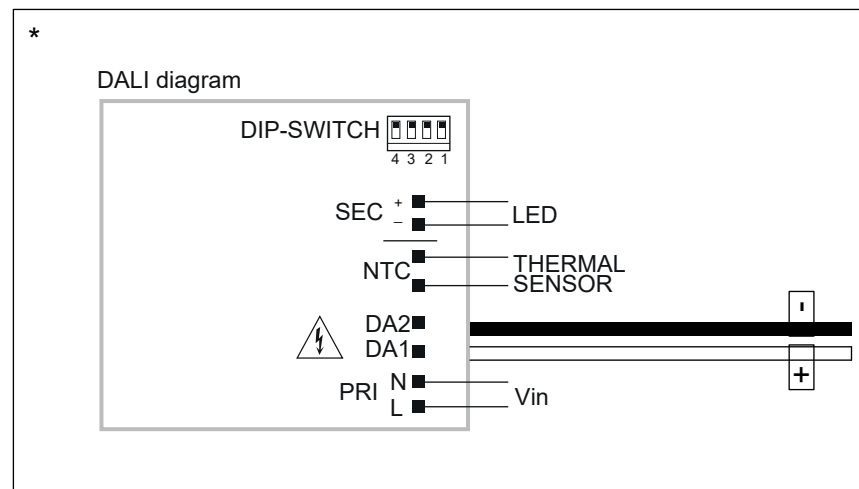 *
DALI diagram
DIP-SWITCH
4 3 2 1
SEC + LED
−
NTC THERMAL
SENSOR
-
DA2
DA1
+
PRI N Vin
L